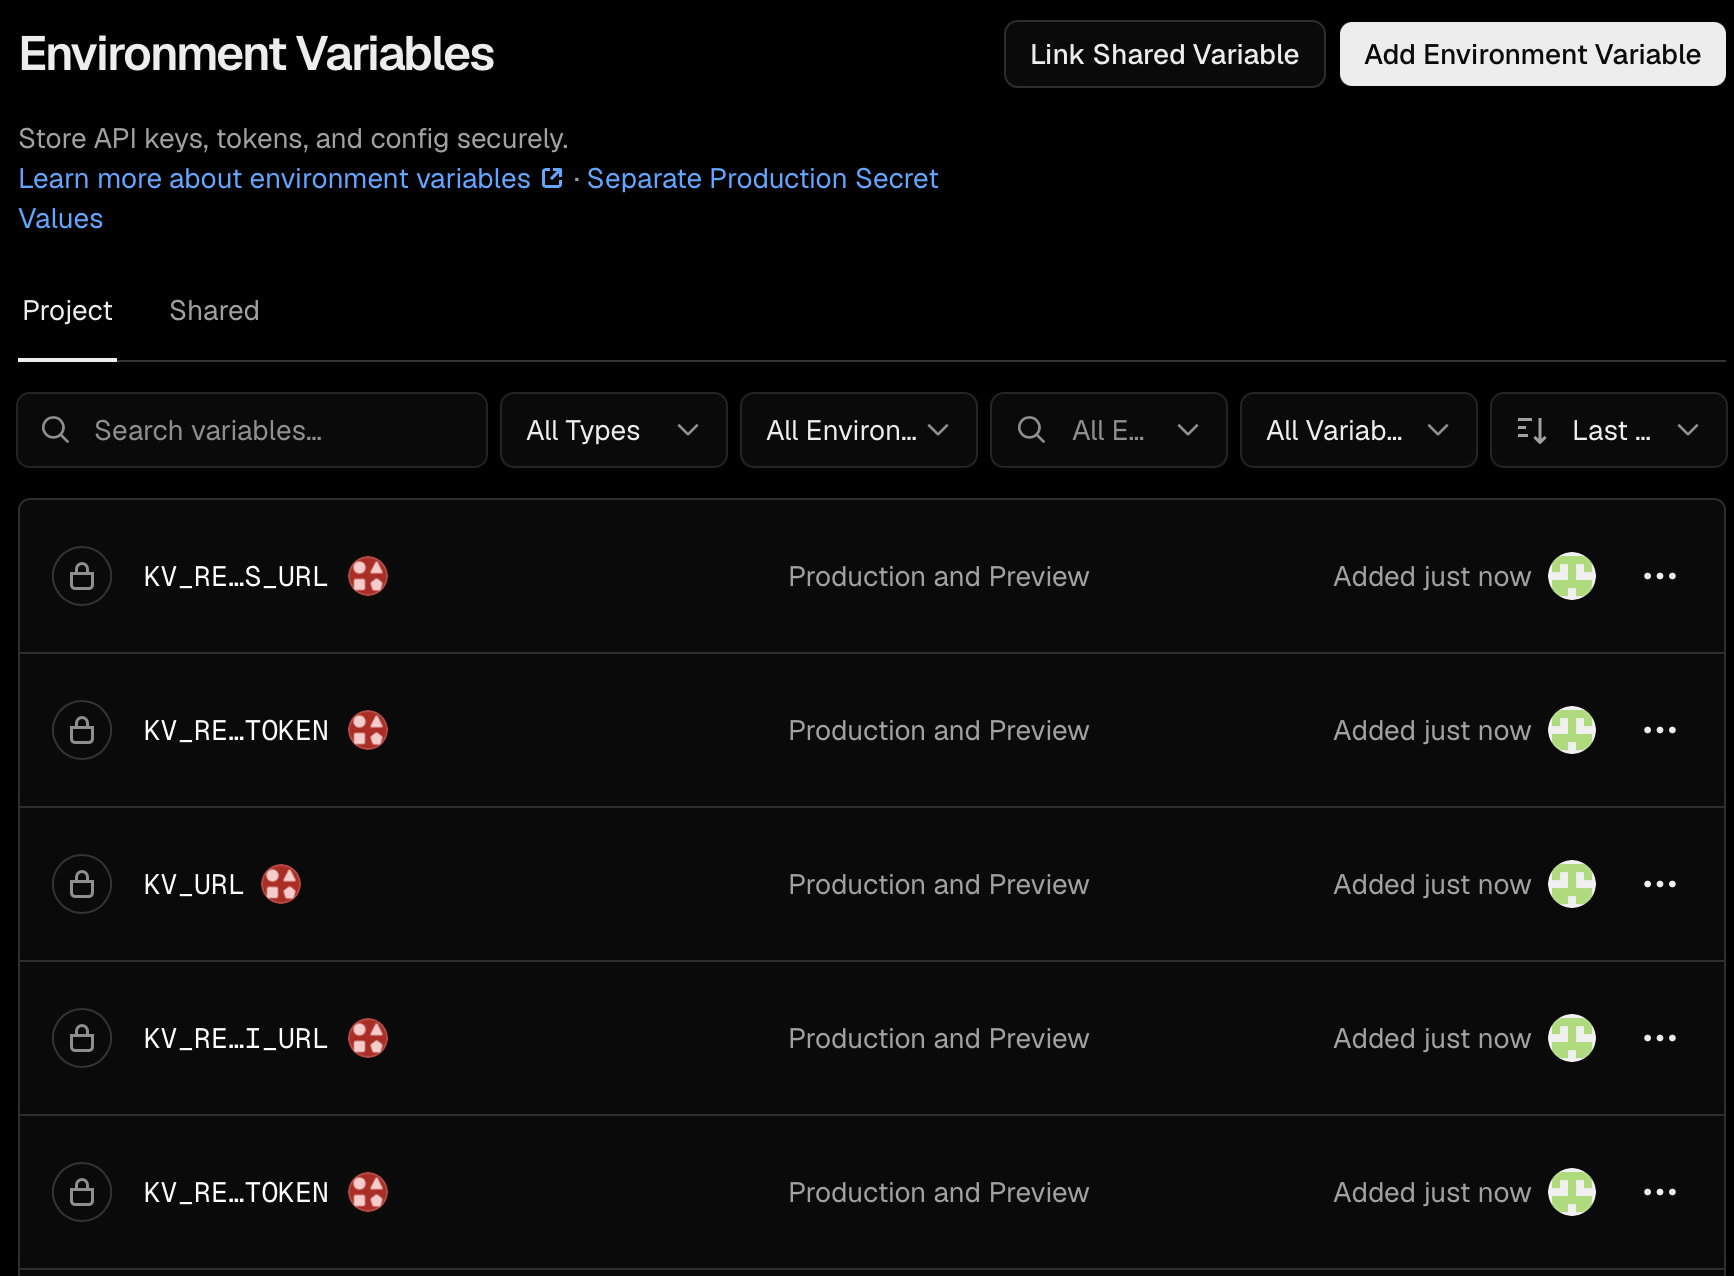 Environment Variables
Link Shared Variable
Add Environment Variable
Store API keys, tokens, and config securely.
Learn more about environment variables · Separate Production Secret
Values
Project
Shared
Search variables...
All Types
All Environ...
All E...
All Variab...
Last ...
KV_RE...S_URL
Production and Preview
Added just now
KV_RE...TOKEN
Production and Preview
Added just now
KV_URL
Production and Preview
Added just now
KV_RE...I_URL
Production and Preview
Added just now
KV_RE...TOKEN
Production and Preview
Added just now